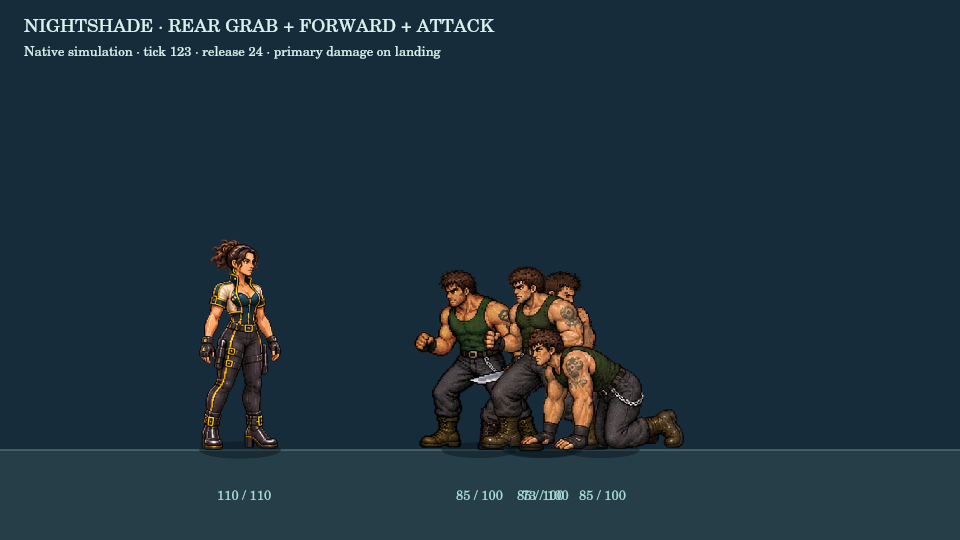 NIGHTSHADE · REAR GRAB + FORWARD + ATTACK
Native simulation · tick 123 · release 24 · primary damage on landing
110 / 110 85 / 100 85 / 100